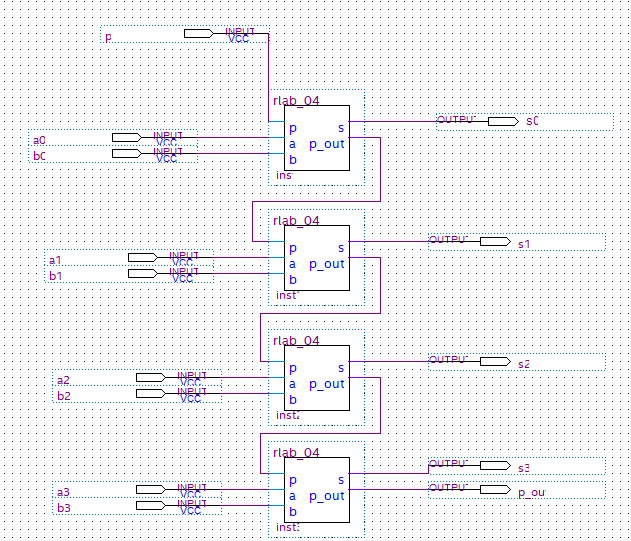 p INPUT VCC
rlab_04
p s OUTPUT s0
a0 INPUT VCC a p_out
b0 INPUT VCC b
inst
rlab_04
p s OUTPUT s1
a1 INPUT VCC a p_out
b1 INPUT VCC b
inst1
rlab_04
p s OUTPUT s2
a2 INPUT VCC a p_out
b2 INPUT VCC b
inst2
rlab_04
OUTPUT s3
p s
a3 INPUT VCC a p_out OUTPUT p_out
b3 INPUT VCC b
inst3